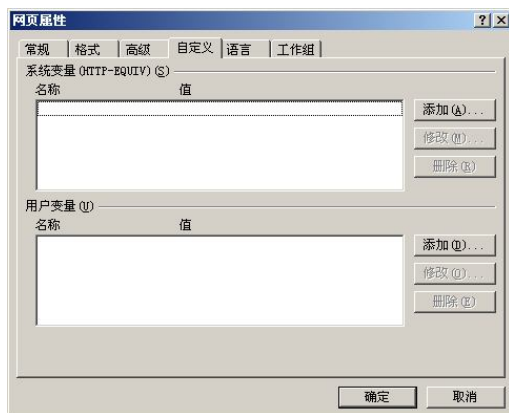 网页属性
常规 格式 高级 自定义 语言 工作组
系统变量(HTTP-EQUIV)(S)
名称 值
添加(A)...
修改(M)...
删除(R)
用户变量(U)
名称 值
添加(D)...
修改(O)...
删除(E)
确定 取消